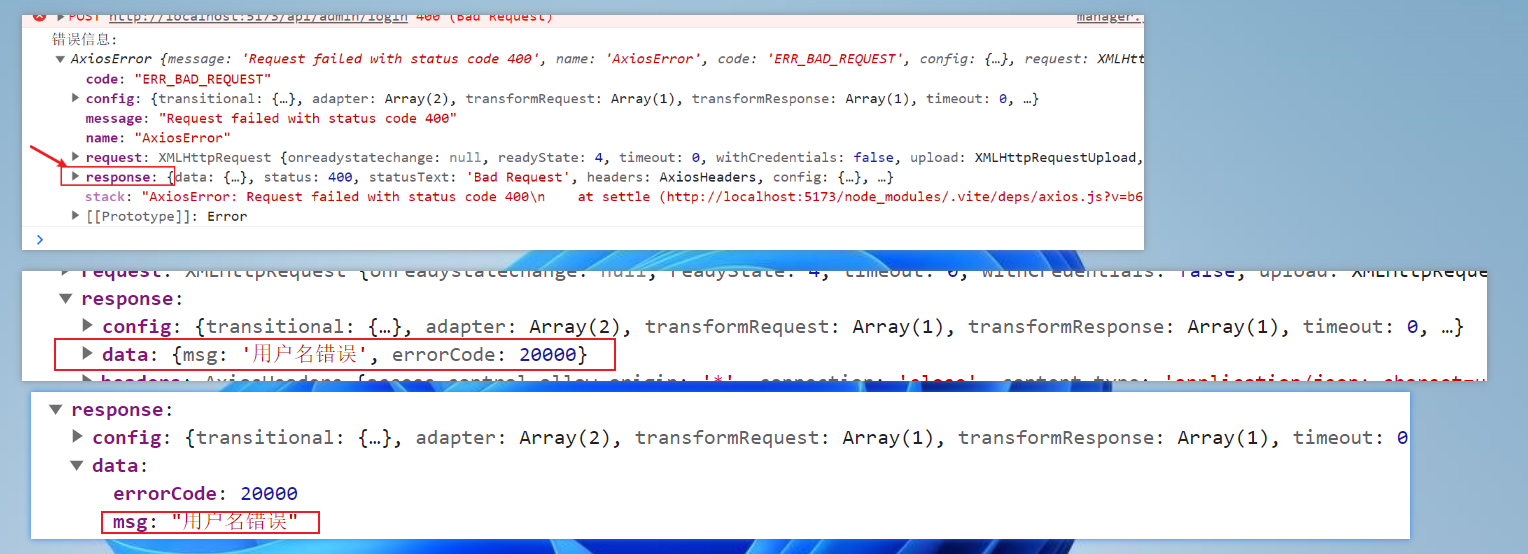 POST http://localhost:5173/api/admin/login 400 (Bad Request) manager.
错误信息:
AxiosError {message: 'Request failed with status code 400', name: 'AxiosError', code: 'ERR_BAD_REQUEST', config: {…}, request: XMLHtt
code: "ERR_BAD_REQUEST"
config: {transitional: {…}, adapter: Array(2), transformRequest: Array(1), transformResponse: Array(1), timeout: 0, …}
message: "Request failed with status code 400"
name: "AxiosError"
request: XMLHttpRequest {onreadystatechange: null, readyState: 4, timeout: 0, withCredentials: false, upload: XMLHttpRequestUpload,
response: {data: {…}, status: 400, statusText: 'Bad Request', headers: AxiosHeaders, config: {…}, …}
stack: "AxiosError: Request failed with status code 400\n    at settle (http://localhost:5173/node_modules/.vite/deps/axios.js?v=b6
[[Prototype]]: Error
request: XMLHttpRequest {onreadystatechange: null, readyState: 4, timeout: 0, withCredentials: false, upload: XMLHttpReque
response:
config: {transitional: {…}, adapter: Array(2), transformRequest: Array(1), transformResponse: Array(1), timeout: 0, …}
data: {msg: '用户名错误', errorCode: 20000}
headers: AxiosHeaders {access-control-allow-origin: '*', connection: 'close', content-type: 'application/json; charset=u
response:
config: {transitional: {…}, adapter: Array(2), transformRequest: Array(1), transformResponse: Array(1), timeout: 0
data:
errorCode: 20000
msg: "用户名错误"